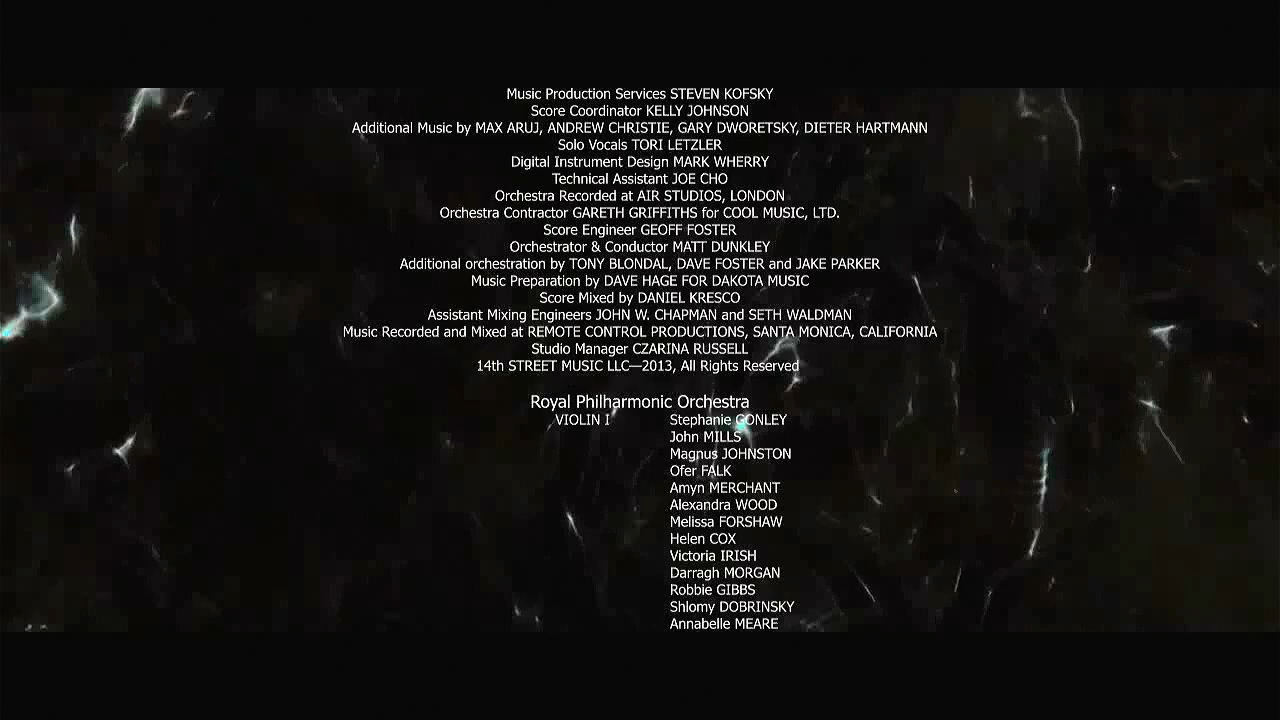 Music Production Services STEVEN KOFSKY
Score Coordinator KELLY JOHNSON
Additional Music by MAX ARUJ, ANDREW CHRISTIE, GARY DWORETSKY, DIETER HARTMANN
Solo Vocals TORI LETZLER
Digital Instrument Design MARK WHERRY
Technical Assistant JOE CHO
Orchestra Recorded at AIR STUDIOS, LONDON
Orchestra Contractor GARETH GRIFFITHS for COOL MUSIC, LTD.
Score Engineer GEOFF FOSTER
Orchestrator & Conductor MATT DUNKLEY
Additional orchestration by TONY BLONDAL, DAVE FOSTER and JAKE PARKER
Music Preparation by DAVE HAGE FOR DAKOTA MUSIC
Score Mixed by DANIEL KRESCO
Assistant Mixing Engineers JOHN W. CHAPMAN and SETH WALDMAN
Music Recorded and Mixed at REMOTE CONTROL PRODUCTIONS, SANTA MONICA, CALIFORNIA
Studio Manager CZARINA RUSSELL
14th STREET MUSIC LLC—2013, All Rights Reserved
Royal Philharmonic Orchestra
VIOLIN I Stephanie GONLEY
John MILLS
Magnus JOHNSTON
Ofer FALK
Amyn MERCHANT
Alexandra WOOD
Melissa FORSHAW
Helen COX
Victoria IRISH
Darragh MORGAN
Robbie GIBBS
Shlomy DOBRINSKY
Annabelle MEARE